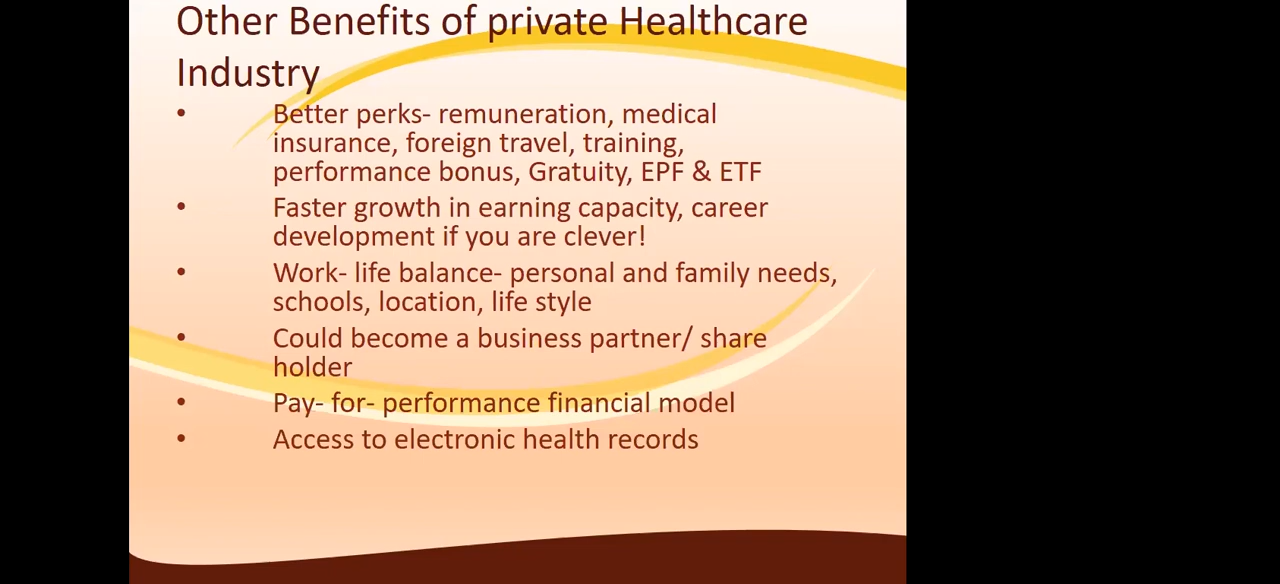 Other Benefits of private Healthcare
Industry
• Better perks- remuneration, medical
insurance, foreign travel, training,
performance bonus, Gratuity, EPF & ETF
• Faster growth in earning capacity, career
development if you are clever!
• Work- life balance- personal and family needs,
schools, location, life style
• Could become a business partner/ share
holder
• Pay- for- performance financial model
• Access to electronic health records